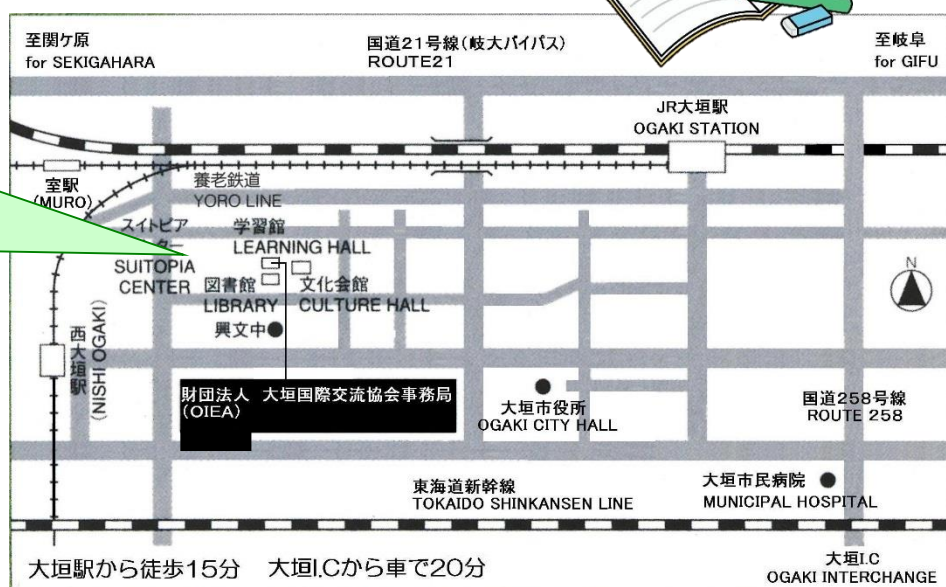 至関ケ原
for SEKIGAHARA
国道21号線(岐大バイパス)
ROUTE21
至岐阜
for GIFU
JR大垣駅
OGAKI STATION
室駅
(MURO)
養老鉄道
YORO LINE
スイトピア
ター
SUITOPIA
CENTER
学習館
LEARNING HALL
図書館
LIBRARY
文化会館
CULTURE HALL
興文中
N
西大垣駅
(NISHI OGAKI)
財団法人 大垣国際交流協会事務局
(OIEA)
大垣市役所
OGAKI CITY HALL
国道258号線
ROUTE 258
東海道新幹線
TOKAIDO SHINKANSEN LINE
大垣市民病院
MUNICIPAL HOSPITAL
大垣駅から徒歩15分 大垣I.Cから車で20分
大垣I.C
OGAKI INTERCHANGE